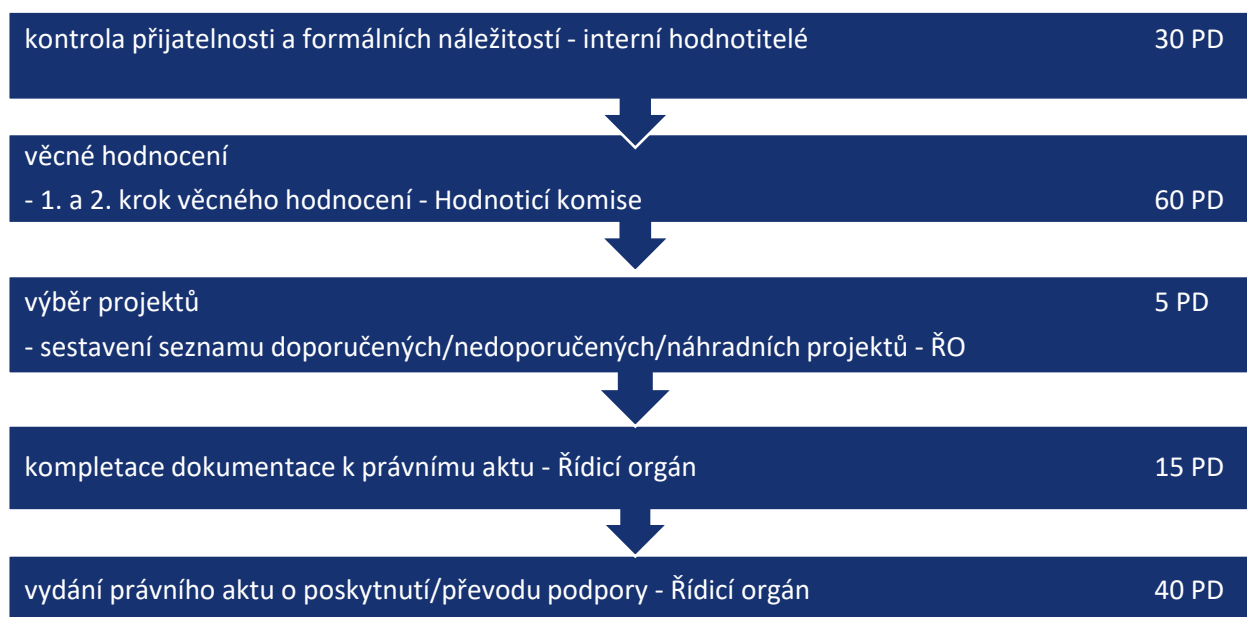 kontrola přijatelnosti a formálních náležitostí - interní hodnotitelé 30 PD
věcné hodnocení
- 1. a 2. krok věcného hodnocení - Hodnoticí komise 60 PD
výběr projektů 5 PD
- sestavení seznamu doporučených/nedoporučených/náhradních projektů - ŘO
kompletace dokumentace k právnímu aktu - Řídicí orgán 15 PD
vydání právního aktu o poskytnutí/převodu podpory - Řídicí orgán 40 PD